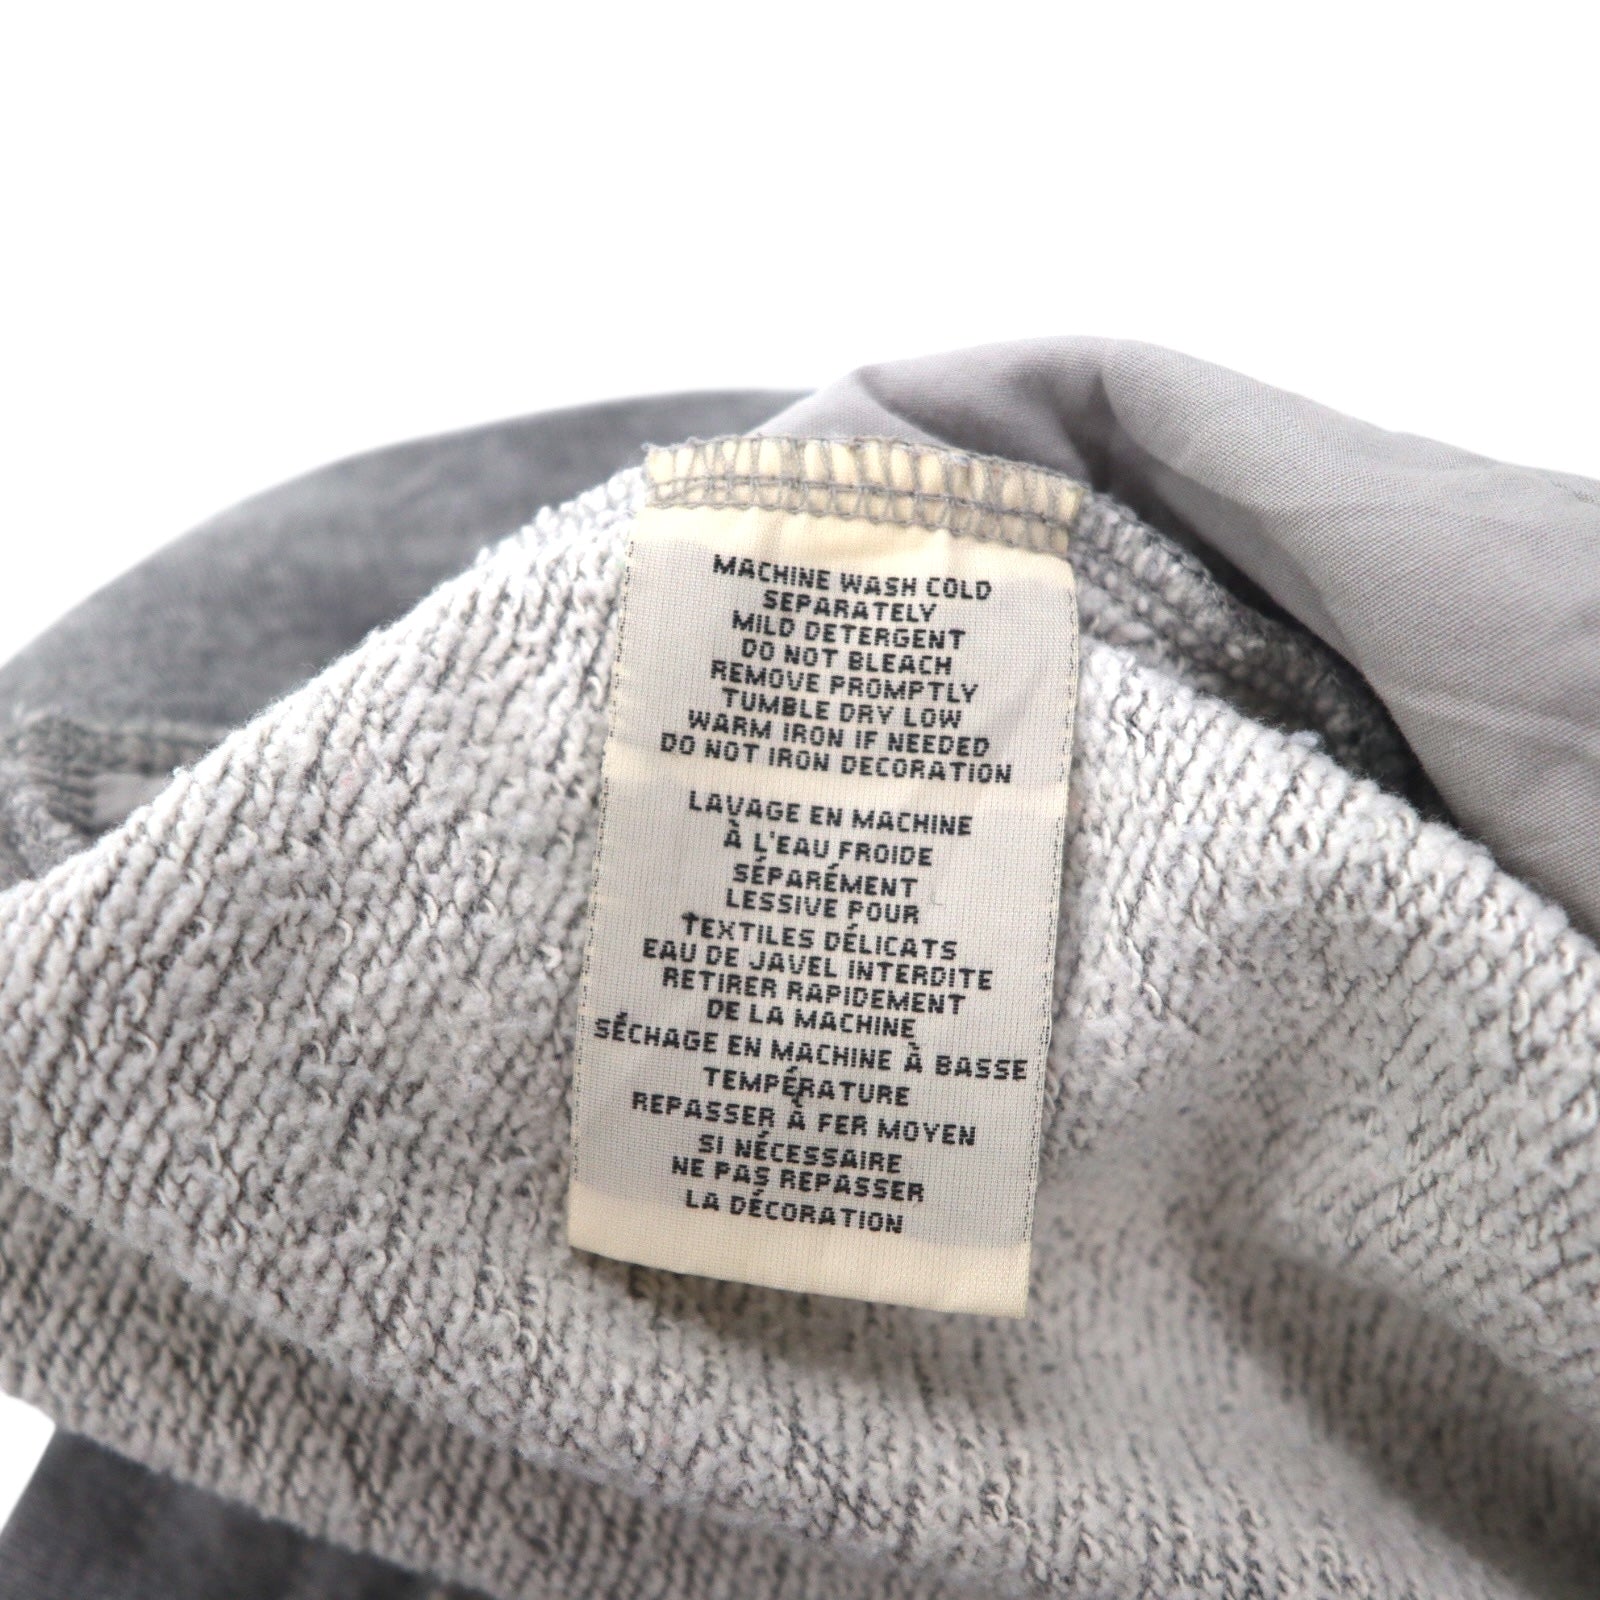 MACHINE WASH COLD
SEPARATELY
MILD DETERGENT
DO NOT BLEACH
REMOVE PROMPTLY
TUMBLE DRY LOW
WARM IRON IF NEEDED
DO NOT IRON DECORATION
LAVAGE EN MACHINE
À L'EAU FROIDE
SÉPARÉMENT
LESSIVE POUR
TEXTILES DÉLICATS
EAU DE JAVEL INTERDITE
RETIRER RAPIDEMENT
DE LA MACHINE
SÉCHAGE EN MACHINE À BASSE
TEMPÉRATURE
REPASSER À FER MOYEN
SI NÉCESSAIRE
NE PAS REPASSER
LA DÉCORATION